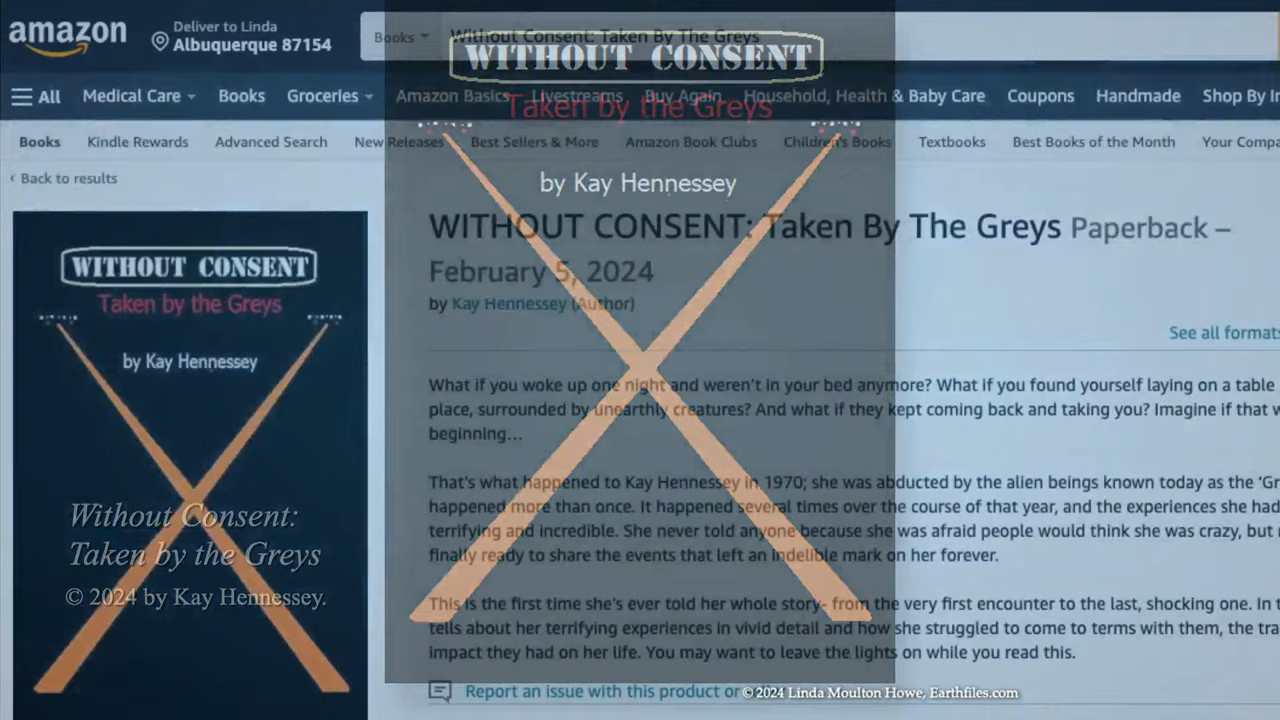 amazon
Deliver to Linda
Albuquerque 87154
Books
Without Consent: Taken By The Greys
WITHOUT CONSENT
Taken by the Greys
by Kay Hennessey
All
Medical Care
Books
Groceries
Amazon Basics
Livestreams
Buy Again
Household, Health & Baby Care
Coupons
Handmade
Shop By In
Books
Kindle Rewards
Advanced Search
New Releases
Best Sellers & More
Amazon Book Clubs
Children's Books
Textbooks
Best Books of the Month
Your Compa
‹ Back to results
WITHOUT CONSENT
Taken by the Greys
by Kay Hennessey
Without Consent:
Taken by the Greys
© 2024 by Kay Hennessey.
WITHOUT CONSENT: Taken By The Greys Paperback –
February 5, 2024
by Kay Hennessey (Author)
See all formats
What if you woke up one night and weren't in your bed anymore? What if you found yourself laying on a table
place, surrounded by unearthly creatures? And what if they kept coming back and taking you? Imagine if that w
beginning...
That's what happened to Kay Hennessey in 1970; she was abducted by the alien beings known today as the 'Gr
happened more than once. It happened several times over the course of that year, and the experiences she had
terrifying and incredible. She never told anyone because she was afraid people would think she was crazy, but
finally ready to share the events that left an indelible mark on her forever.
This is the first time she's ever told her whole story- from the very first encounter to the last, shocking one. In t
tells about her terrifying experiences in vivid detail and how she struggled to come to terms with them, the tra
impact they had on her life. You may want to leave the lights on while you read this.
Report an issue with this product or
© 2024 Linda Moulton Howe, Earthfiles.com